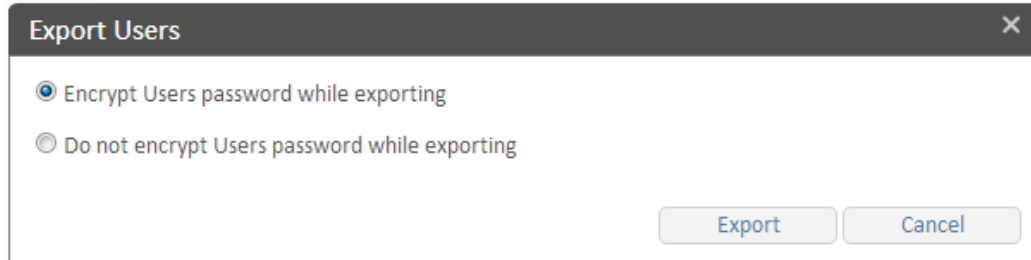 Export Users
Encrypt Users password while exporting
Do not encrypt Users password while exporting
Export Cancel